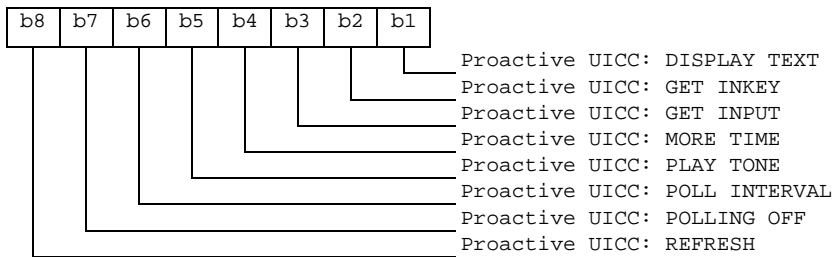 b8 b7 b6 b5 b4 b3 b2 b1
Proactive UICC: DISPLAY TEXT
Proactive UICC: GET INKEY
Proactive UICC: GET INPUT
Proactive UICC: MORE TIME
Proactive UICC: PLAY TONE
Proactive UICC: POLL INTERVAL
Proactive UICC: POLLING OFF
Proactive UICC: REFRESH